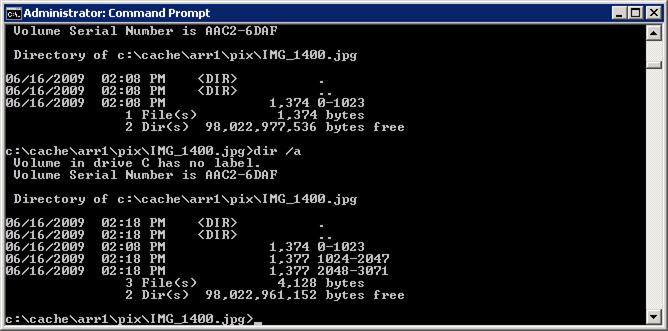 Administrator: Command Prompt
Volume Serial Number is AAC2-6DAF
Directory of c:\cache\arr1\pix\IMG_1400.jpg
06/16/2009  02:08 PM    <DIR>          .
06/16/2009  02:08 PM    <DIR>          ..
06/16/2009  02:08 PM             1,374 0-1023
1 File(s)          1,374 bytes
2 Dir(s)  98,022,977,536 bytes free
c:\cache\arr1\pix\IMG_1400.jpg>dir /a
Volume in drive C has no label.
Volume Serial Number is AAC2-6DAF
Directory of c:\cache\arr1\pix\IMG_1400.jpg
06/16/2009  02:18 PM    <DIR>          .
06/16/2009  02:18 PM    <DIR>          ..
06/16/2009  02:08 PM             1,374 0-1023
06/16/2009  02:18 PM             1,377 1024-2047
06/16/2009  02:18 PM             1,377 2048-3071
3 File(s)          4,128 bytes
2 Dir(s)  98,022,961,152 bytes free
c:\cache\arr1\pix\IMG_1400.jpg>_